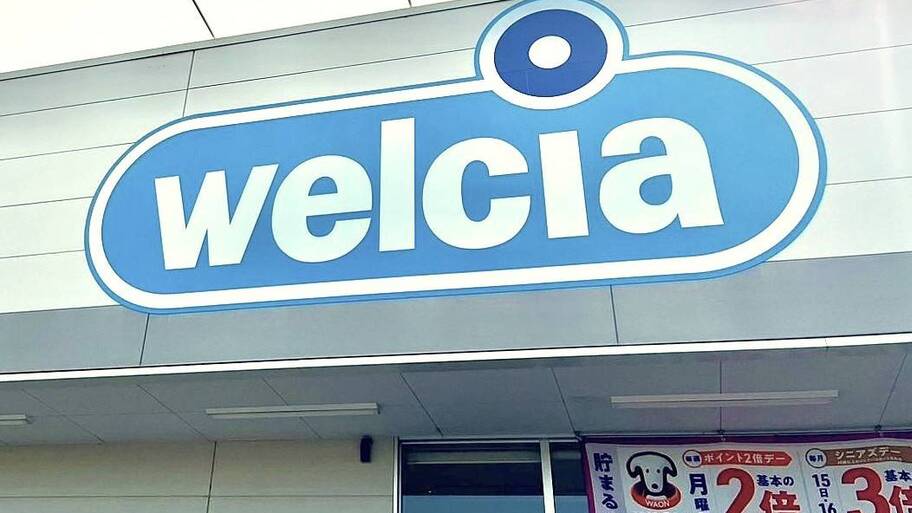 welcia
貯まる
WAON
毎週 ポイント2倍デー
月曜
基本の
2倍
毎月 シニアズデー
15日・16
基本の
3倍